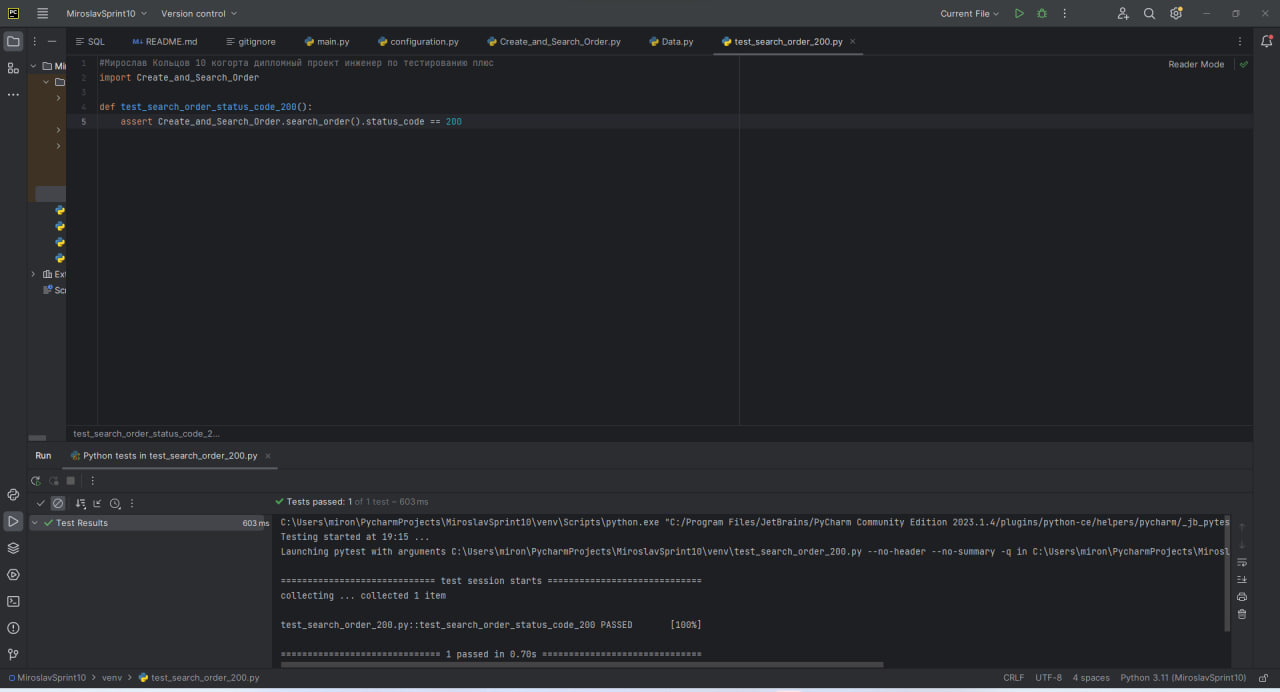 PC MiroslavSprint10 Version control Current File
SQL README.md gitignore main.py configuration.py Create_and_Search_Order.py Data.py test_search_order_200.py
Reader Mode
1 #Мирослав Кольцов 10 когорта дипломный проект инженер по тестированию плюс
2 import Create_and_Search_Order
3
4 def test_search_order_status_code_200():
5 assert Create_and_Search_Order.search_order().status_code == 200
Mir
Ext
Scr
test_search_order_status_code_2...
Run Python tests in test_search_order_200.py
Tests passed: 1 of 1 test – 603 ms
Test Results 603 ms
C:\Users\miron\PycharmProjects\MiroslavSprint10\venv\Scripts\python.exe "C:/Program Files/JetBrains/PyCharm Community Edition 2023.1.4/plugins/python-ce/helpers/pycharm/_jb_pytes
Testing started at 19:15 ...
Launching pytest with arguments C:\Users\miron\PycharmProjects\MiroslavSprint10\venv\test_search_order_200.py --no-header --no-summary -q in C:\Users\miron\PycharmProjects\Mirosl
============================= test session starts =============================
collecting ... collected 1 item
test_search_order_200.py::test_search_order_status_code_200 PASSED [100%]
============================== 1 passed in 0.70s ==============================
MiroslavSprint10 > venv > test_search_order_200.py CRLF UTF-8 4 spaces Python 3.11 (MiroslavSprint10)